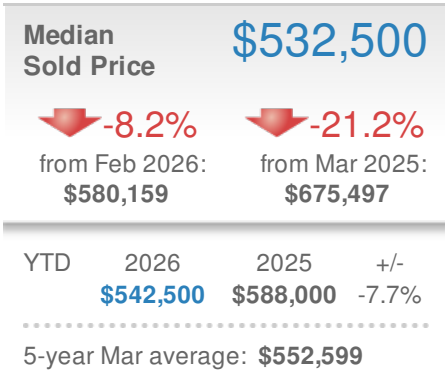 Median $532,500
Sold Price
-8.2% -21.2%
from Feb 2026: from Mar 2025:
$580,159 $675,497
YTD 2026 2025 +/-
$542,500 $588,000 -7.7%
5-year Mar average: $552,599